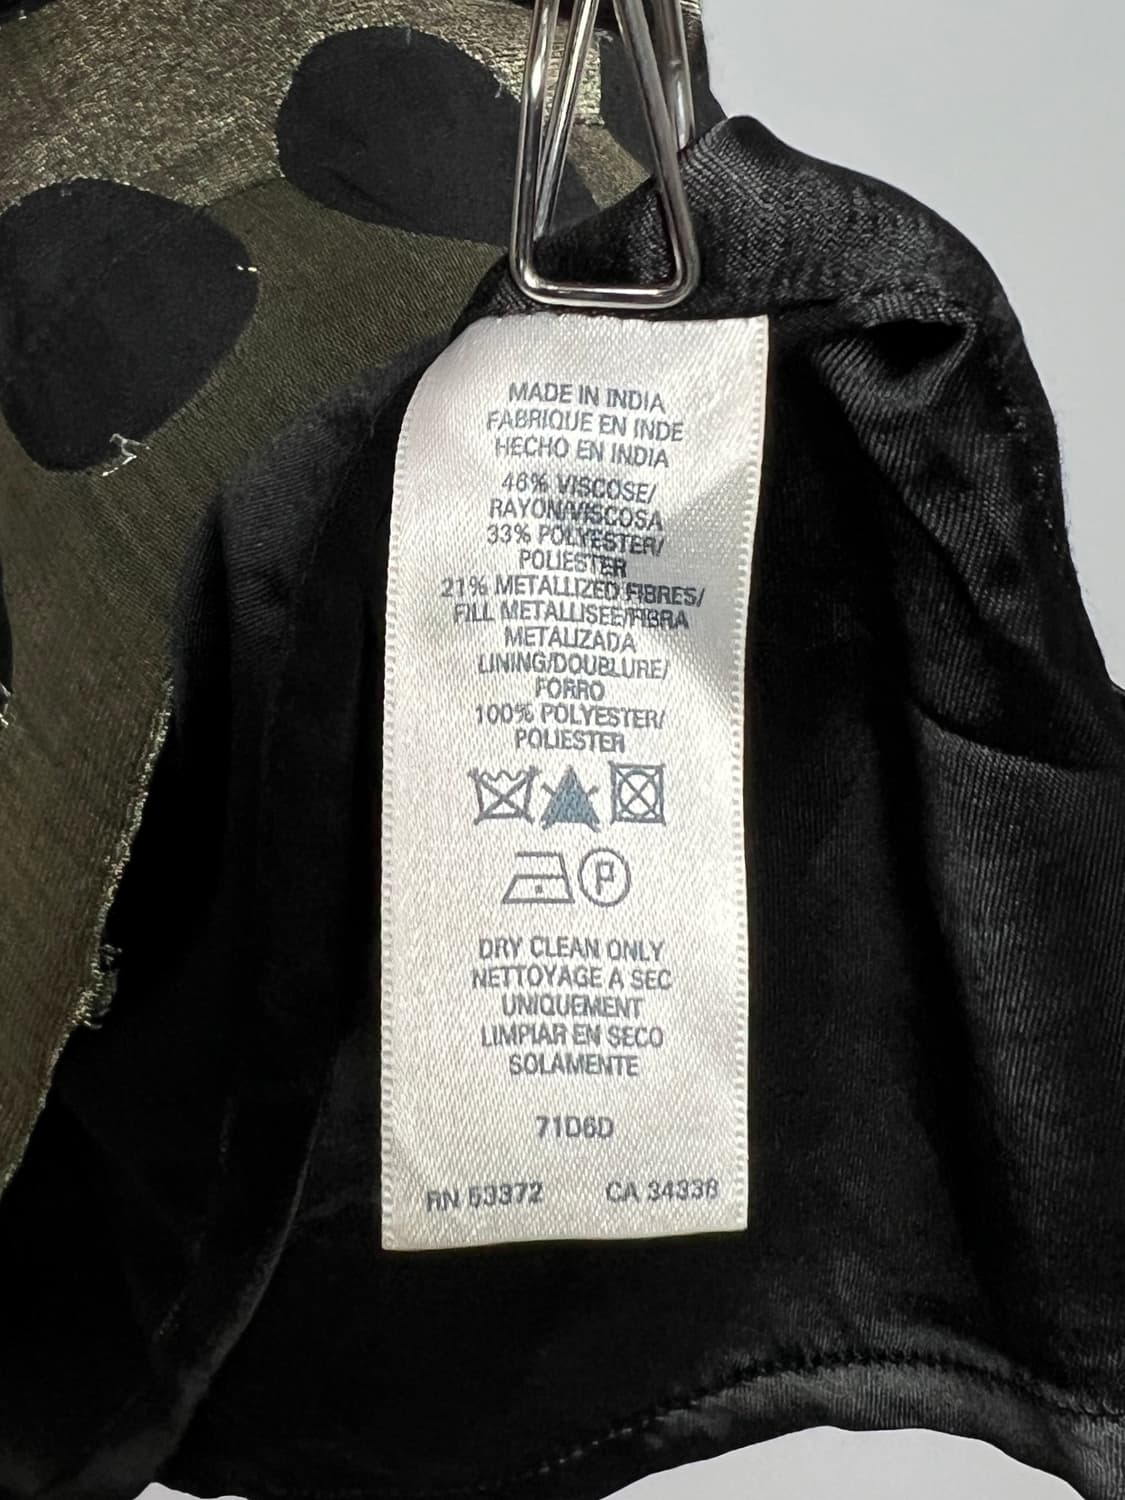 MADE IN INDIA
FABRIQUE EN INDE
HECHO EN INDIA
46% VISCOSE/
RAYON/VISCOSA
33% POLYESTER/
POLIESTER
21% METALLIZED FIBRES/
FILL METALLISEE/FIBRA
METALIZADA
LINING/DOUBLURE/
FORRO
100% POLYESTER/
POLIESTER
P
DRY CLEAN ONLY
NETTOYAGE A SEC
UNIQUEMENT
LIMPIAR EN SECO
SOLAMENTE
71D6D
RN 53372 CA 34336